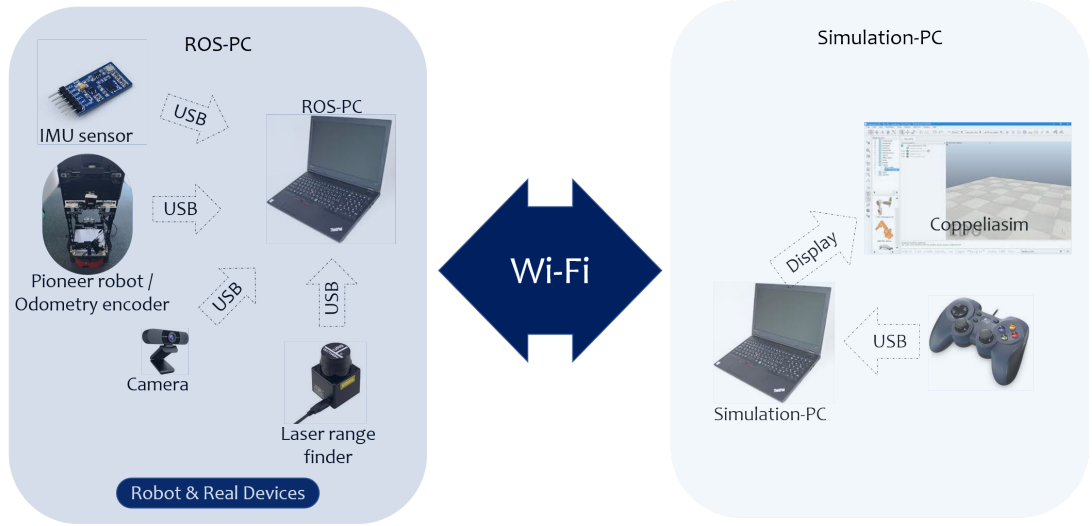 ROS-PC
IMU sensor
USB
ROS-PC
USB
Pioneer robot /
Odometry encoder
USB
USB
Camera
Laser range
finder
Robot & Real Devices
Wi-Fi
Simulation-PC
Coppeliasim
Display
USB
Simulation-PC